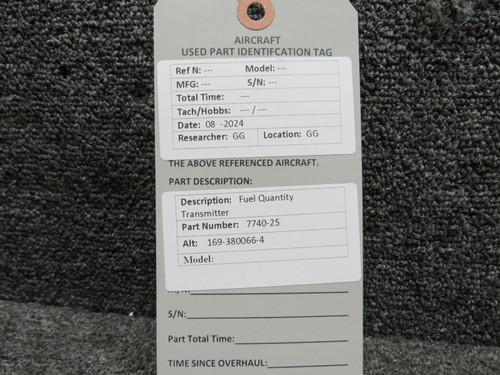 AIRCRAFT
USED PART IDENTIFCATION TAG
Ref N: --- Model: ---
MFG: --- S/N: ---
Total Time: ---
Tach/Hobbs: --- / ---
Date: 08 -2024
Researcher: GG Location: GG
THE ABOVE REFERENCED AIRCRAFT.
PART DESCRIPTION:
Description: Fuel Quantity
Transmitter
Part Number: 7740-25
Alt: 169-380066-4
Model:
S/N:
Part Total Time:
TIME SINCE OVERHAUL: